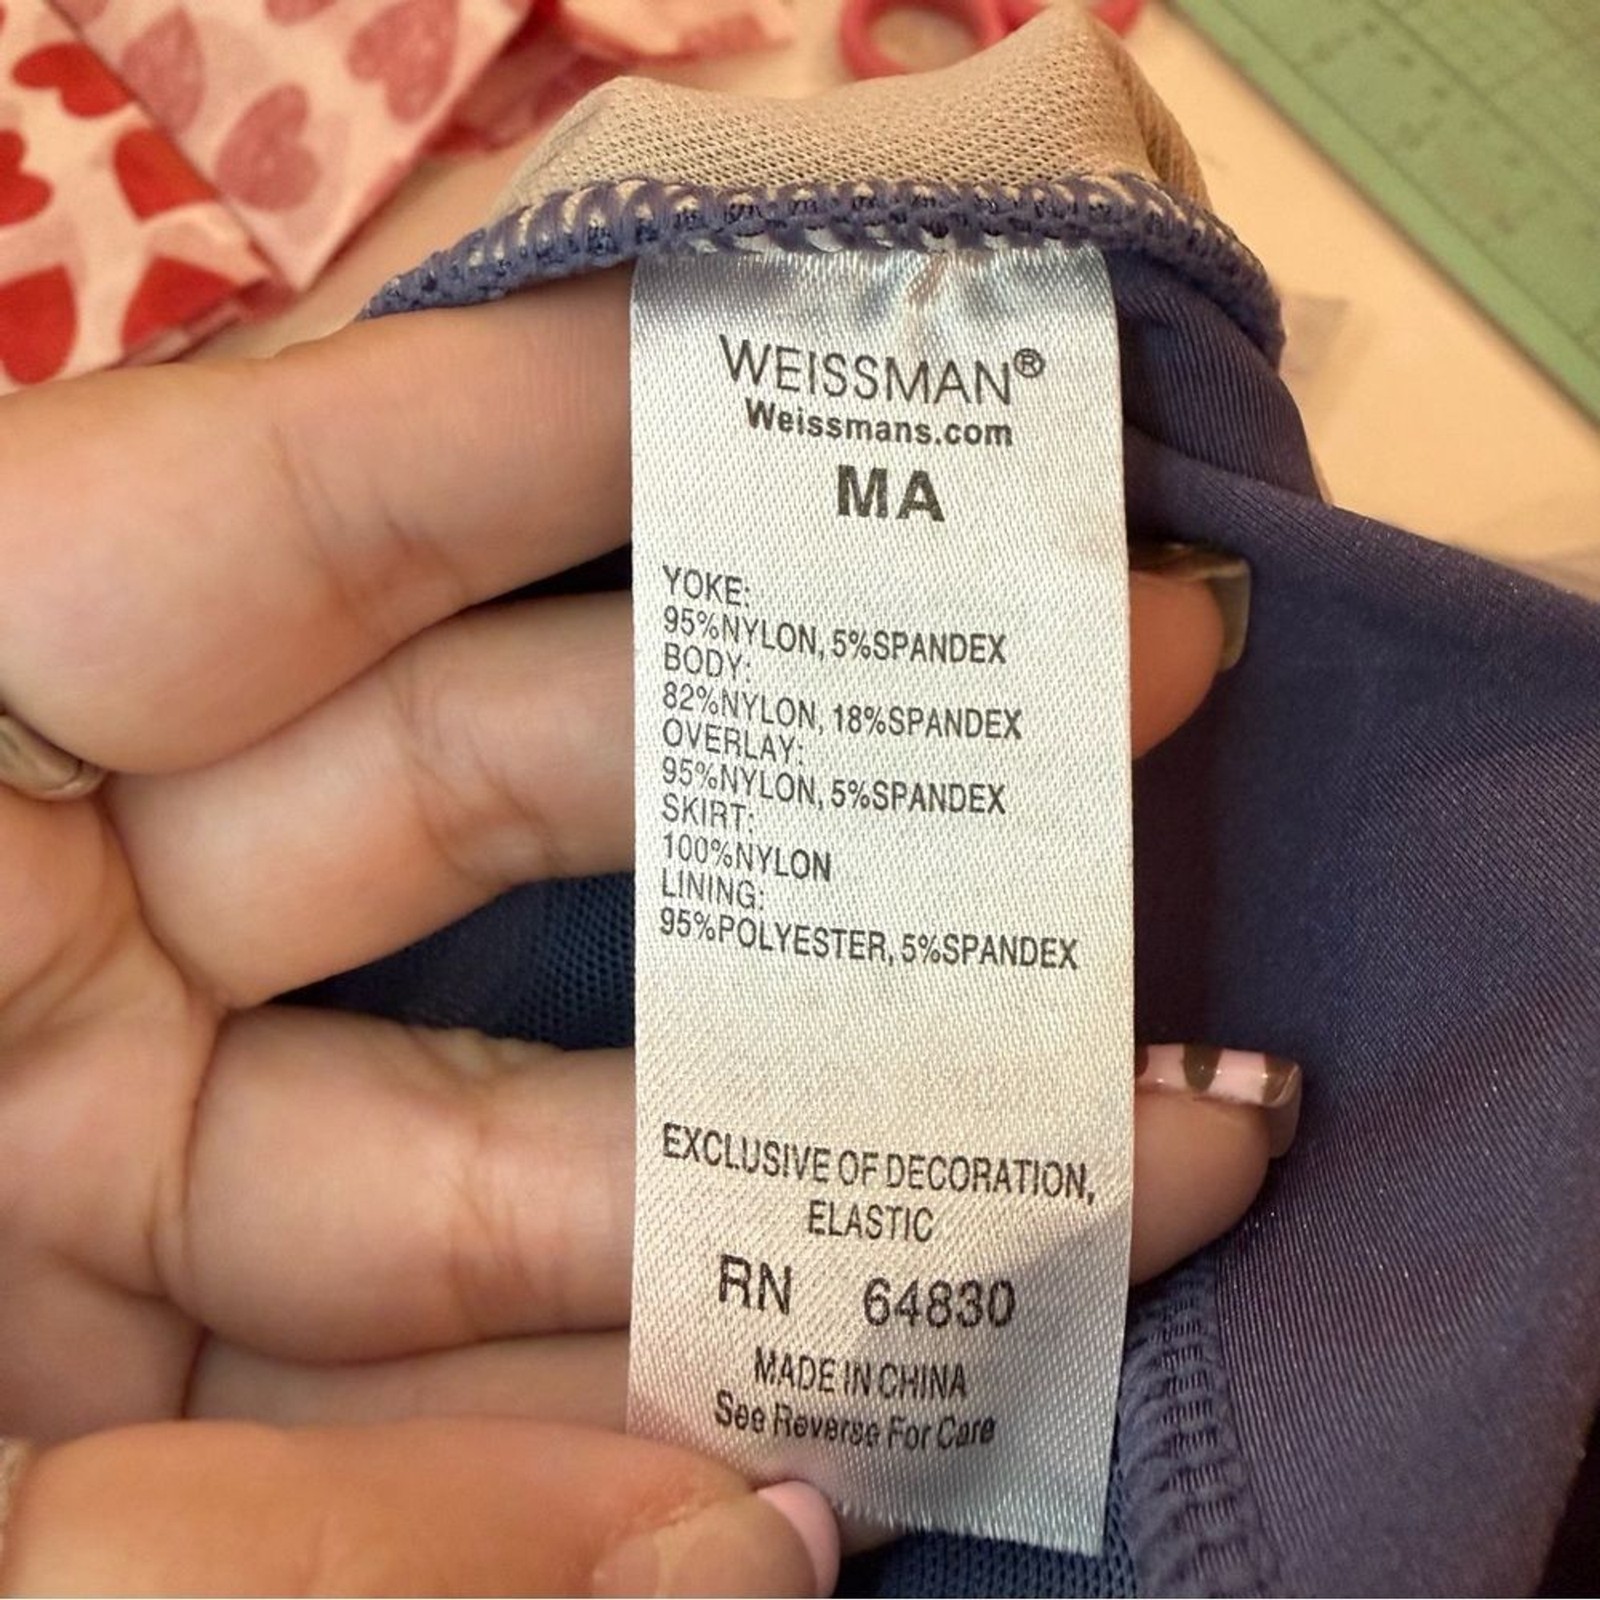 WEISSMAN®
Weissmans.com
MA
YOKE:
95%NYLON, 5%SPANDEX
BODY:
82%NYLON, 18%SPANDEX
OVERLAY:
95%NYLON, 5%SPANDEX
SKIRT:
100%NYLON
LINING:
95%POLYESTER, 5%SPANDEX
EXCLUSIVE OF DECORATION,
ELASTIC
RN 64830
MADE IN CHINA
See Reverse For Care